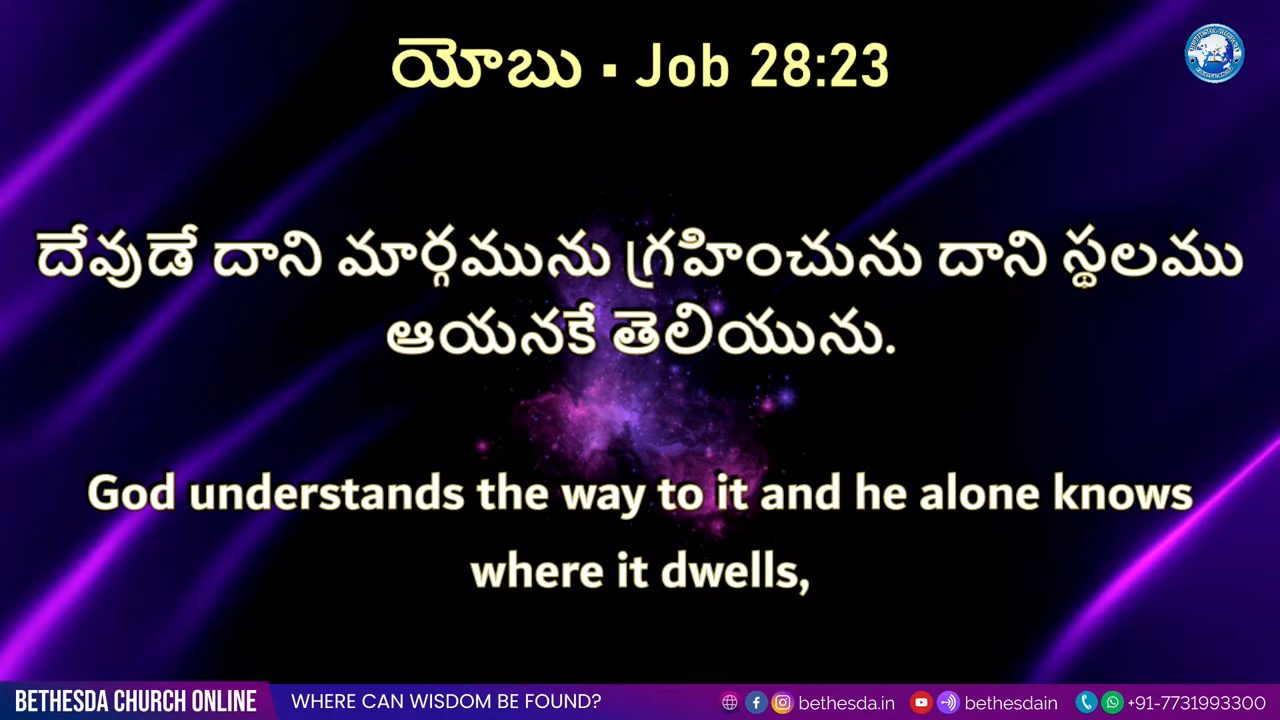 యోబు ▪ Job 28:23
దేవుడే దాని మార్గమును గ్రహించును దాని స్థలము
ఆయనకే తెలియును.
God understands the way to it and he alone knows
where it dwells,
BETHESDA CHURCH ONLINE WHERE CAN WISDOM BE FOUND? bethesda.in bethesdain +91-7731993300